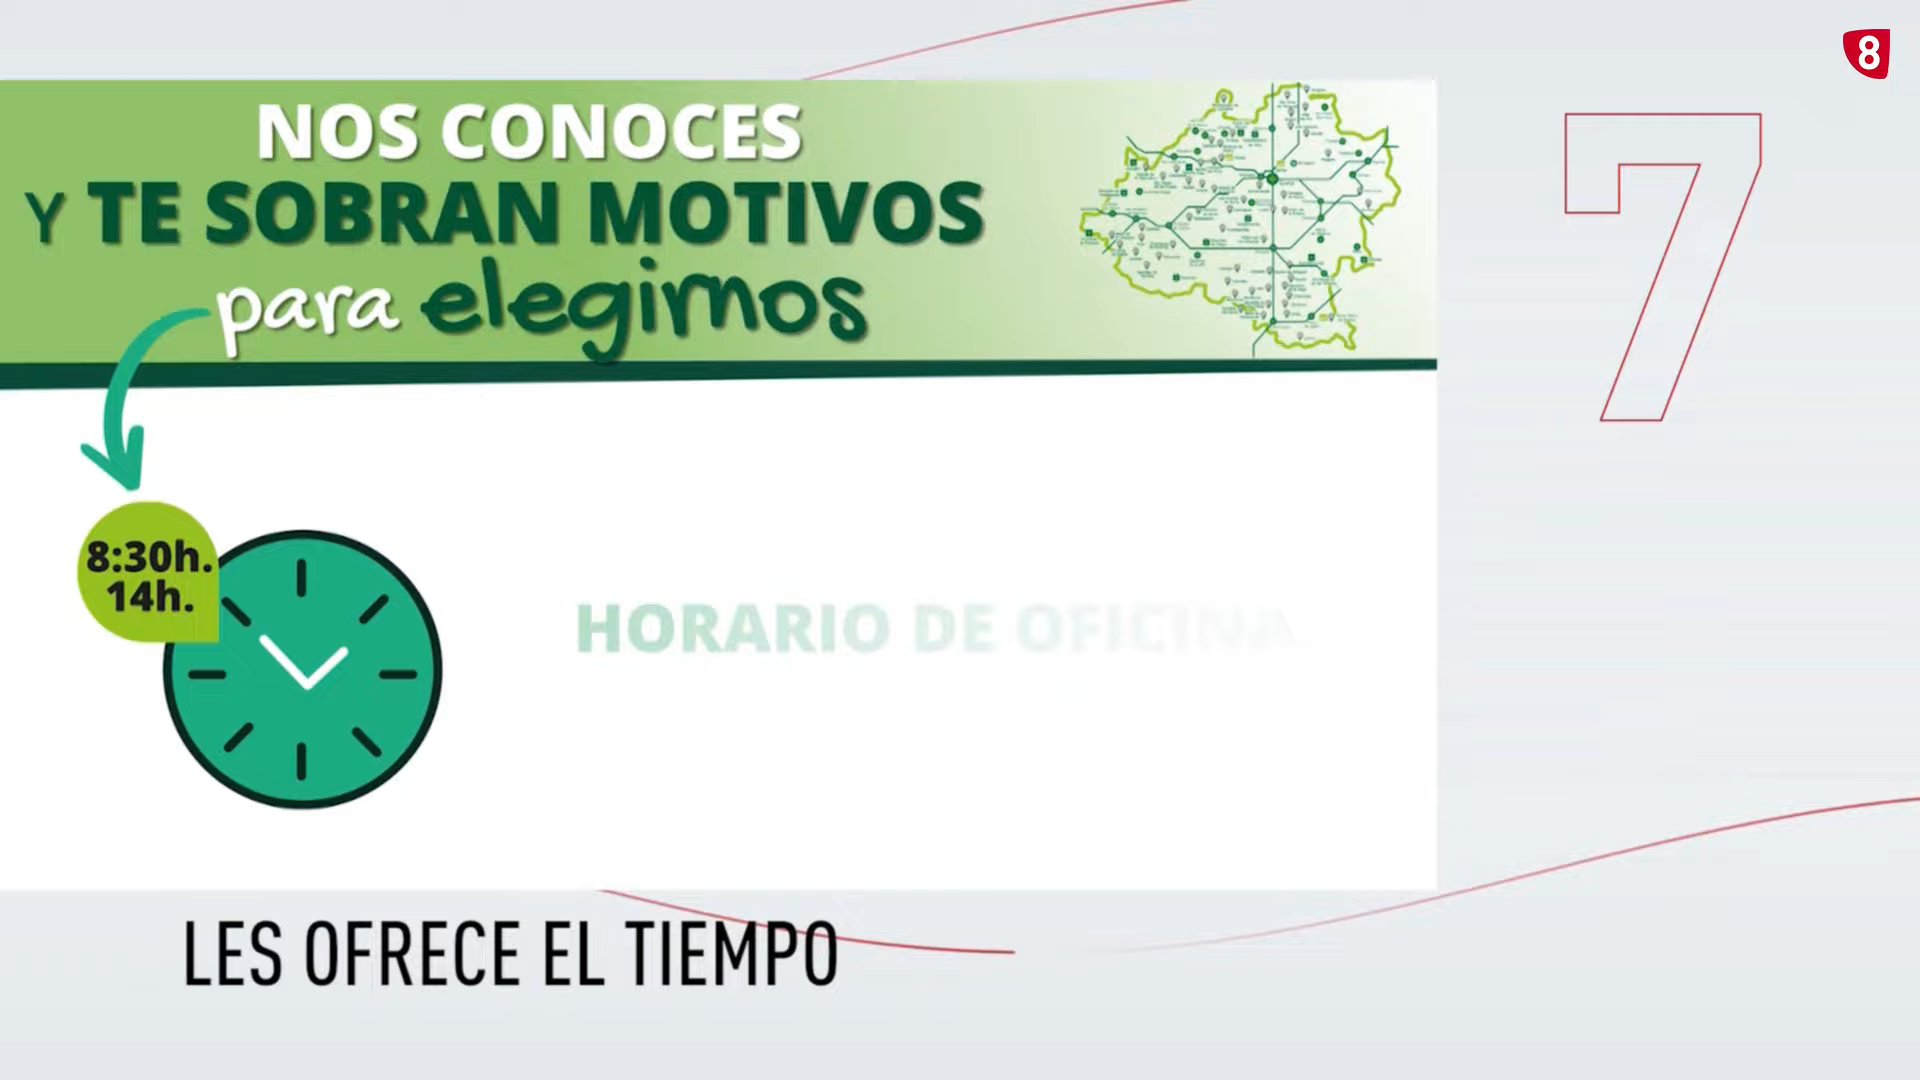 8
NOS CONOCES
Y TE SOBRAN MOTIVOS
para elegirnos
7
8:30h.
14h.
HORARIO DE OFICINA
LES OFRECE EL TIEMPO